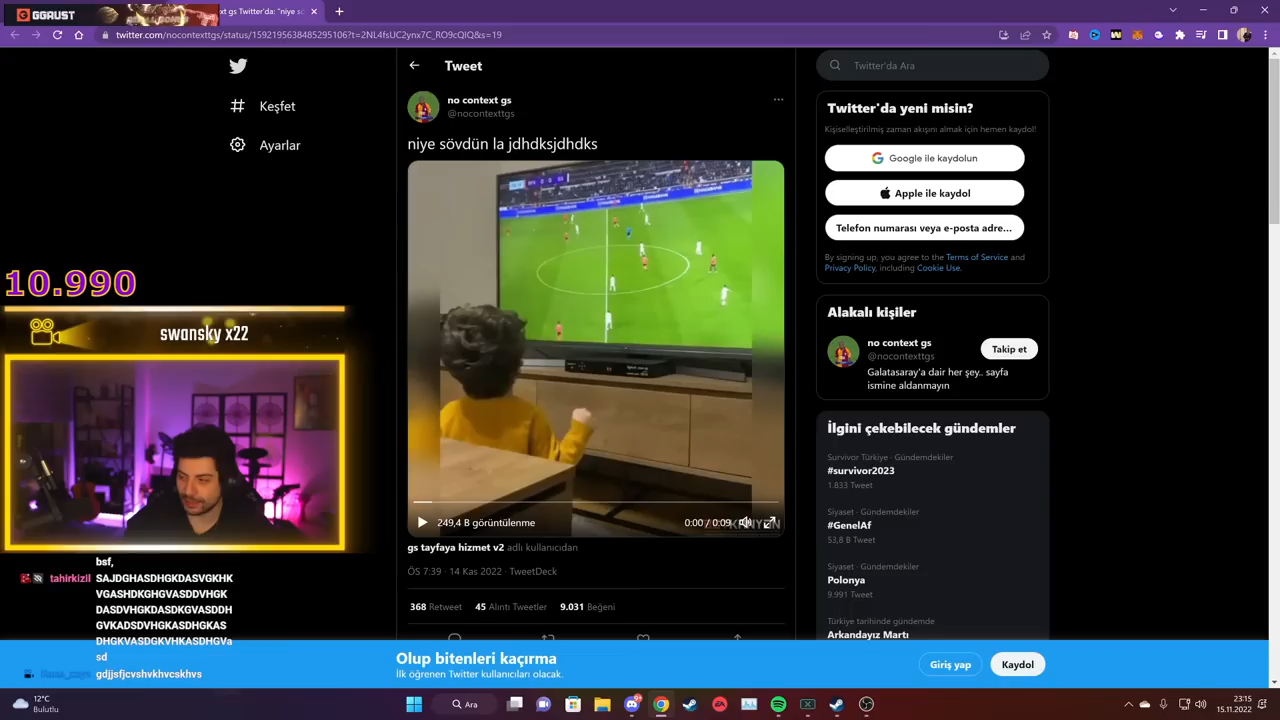 GGRUST
xt gs Twitter'da: "niye sö
twitter.com/nocontexttgs/status/1592195638485295106?t=2NL4fsUC2ynx7C_RO9cQIQ&s=19
Keşfet
Ayarlar
Tweet
no context gs
@nocontexttgs
niye sövdün la jdhdksjdhdks
0:00 / 0:09
249,4 B görüntülenme
gs tayfaya hizmet v2 adlı kullanıcıdan
ÖS 7:39 · 14 Kas 2022 · TweetDeck
368 Retweet 45 Alıntı Tweetler 9.031 Beğeni
Twitter'da Ara
Twitter'da yeni misin?
Kişiselleştirilmiş zaman akışını almak için hemen kaydol!
Google ile kaydolun
Apple ile kaydol
Telefon numarası veya e-posta adre...
By signing up, you agree to the Terms of Service and
Privacy Policy, including Cookie Use.
Alakalı kişiler
no context gs
@nocontexttgs
Takip et
Galatasaray'a dair her şey.. sayfa
ismine aldanmayın
İlgini çekebilecek gündemler
Survivor Türkiye · Gündemdekiler
#survivor2023
1.833 Tweet
Siyaset · Gündemdekiler
#GenelAf
53,8 B Tweet
Siyaset · Gündemdekiler
Polonya
9.991 Tweet
Türkiye tarihinde gündemde
Arkandayız Martı
10.990
swansky x22
bsf,
tahirkizil SAJDGHASDHGKDASVGKHK
VGASHDKGHGVASDDVHGK
DASDVHGKDASDKGVASDDH
GVKADSDVHGKASDHGKAS
DHGKVASDKGKVHKASDHGVa
sd
gdjjsfjcvshvkhvcskhvs
Olup bitenleri kaçırma
İlk öğrenen Twitter kullanıcıları olacak.
Giriş yap
Kaydol
12°C
Bulutlu
Ara
23:15
15.11.2022